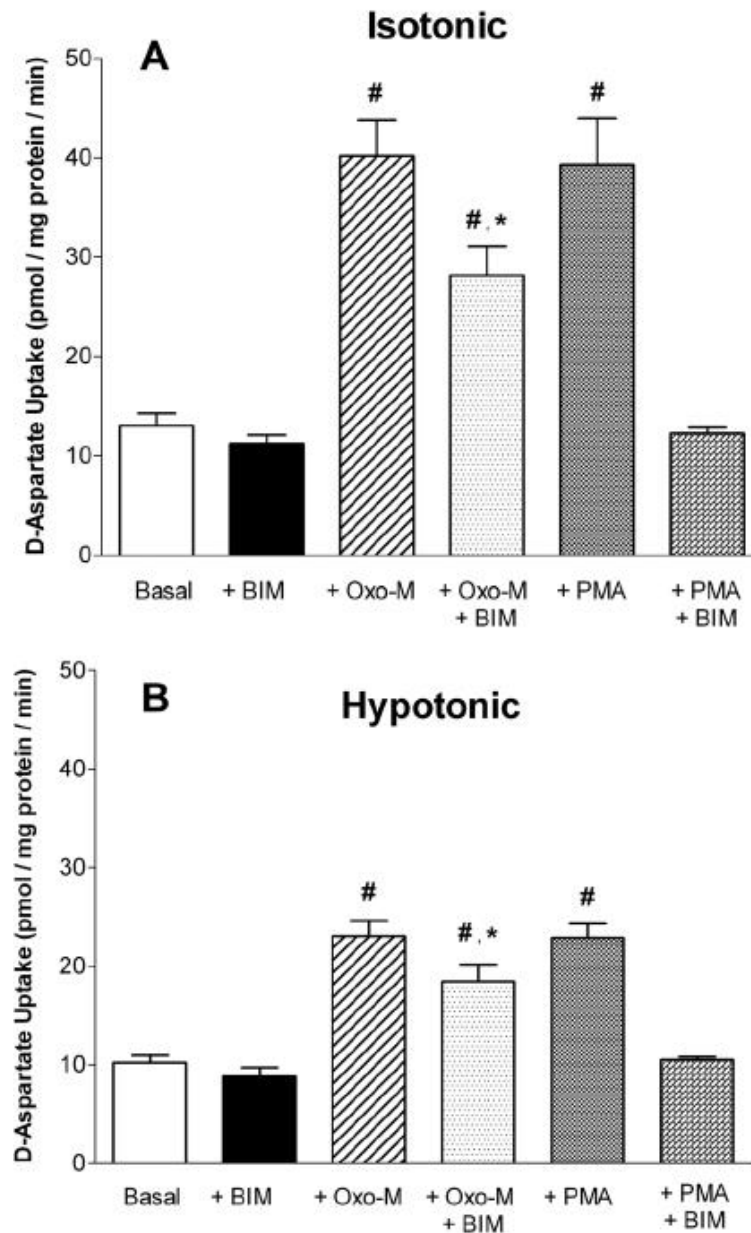 Isotonic
A
D-Aspartate Uptake (pmol / mg protein / min)
50
40
30
20
10
0
#
#, *
#
Basal
+ BIM
+ Oxo-M
+ Oxo-M
+ BIM
+ PMA
+ PMA
+ BIM
B
Hypotonic
D-Aspartate Uptake (pmol / mg protein / min)
50
40
30
20
10
0
#
#, *
#
Basal
+ BIM
+ Oxo-M
+ Oxo-M
+ BIM
+ PMA
+ PMA
+ BIM